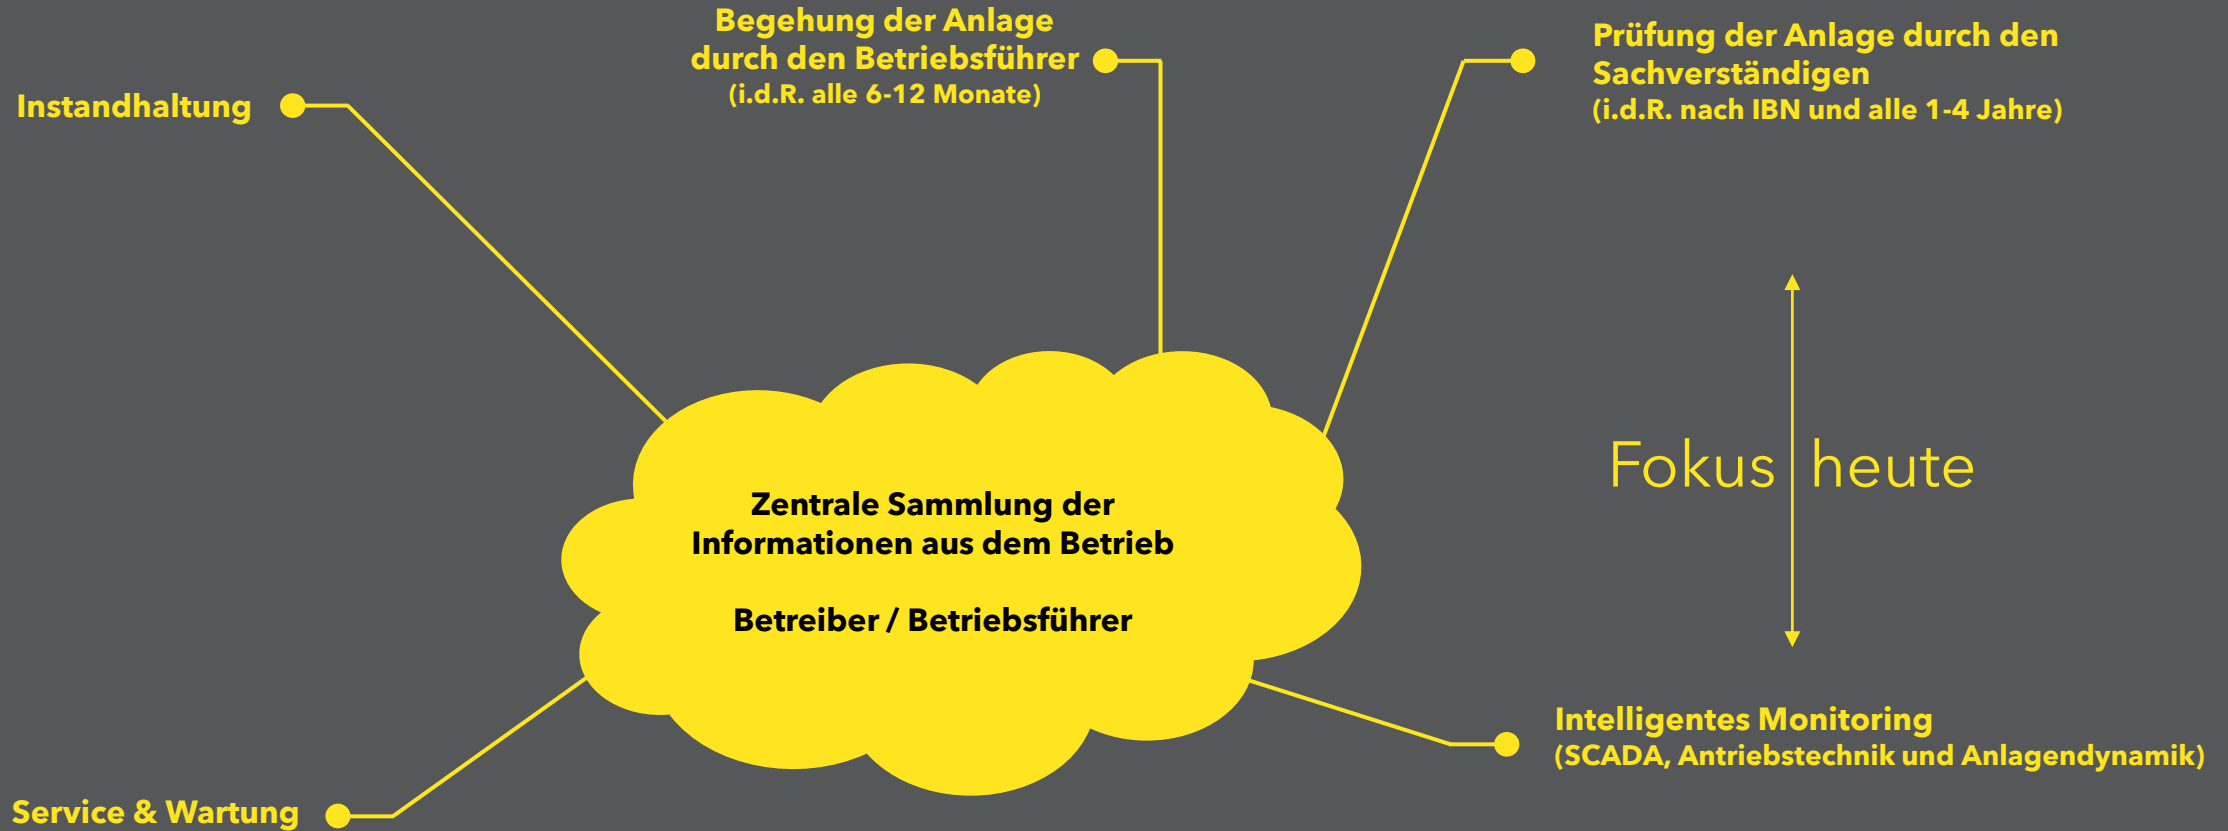 Begehung der Anlage
durch den Betriebsführer
(i.d.R. alle 6-12 Monate)
Prüfung der Anlage durch den
Sachverständigen
(i.d.R. nach IBN und alle 1-4 Jahre)
Instandhaltung
Fokus heute
Zentrale Sammlung der
Informationen aus dem Betrieb
Betreiber / Betriebsführer
Intelligentes Monitoring
(SCADA, Antriebstechnik und Anlagendynamik)
Service & Wartung